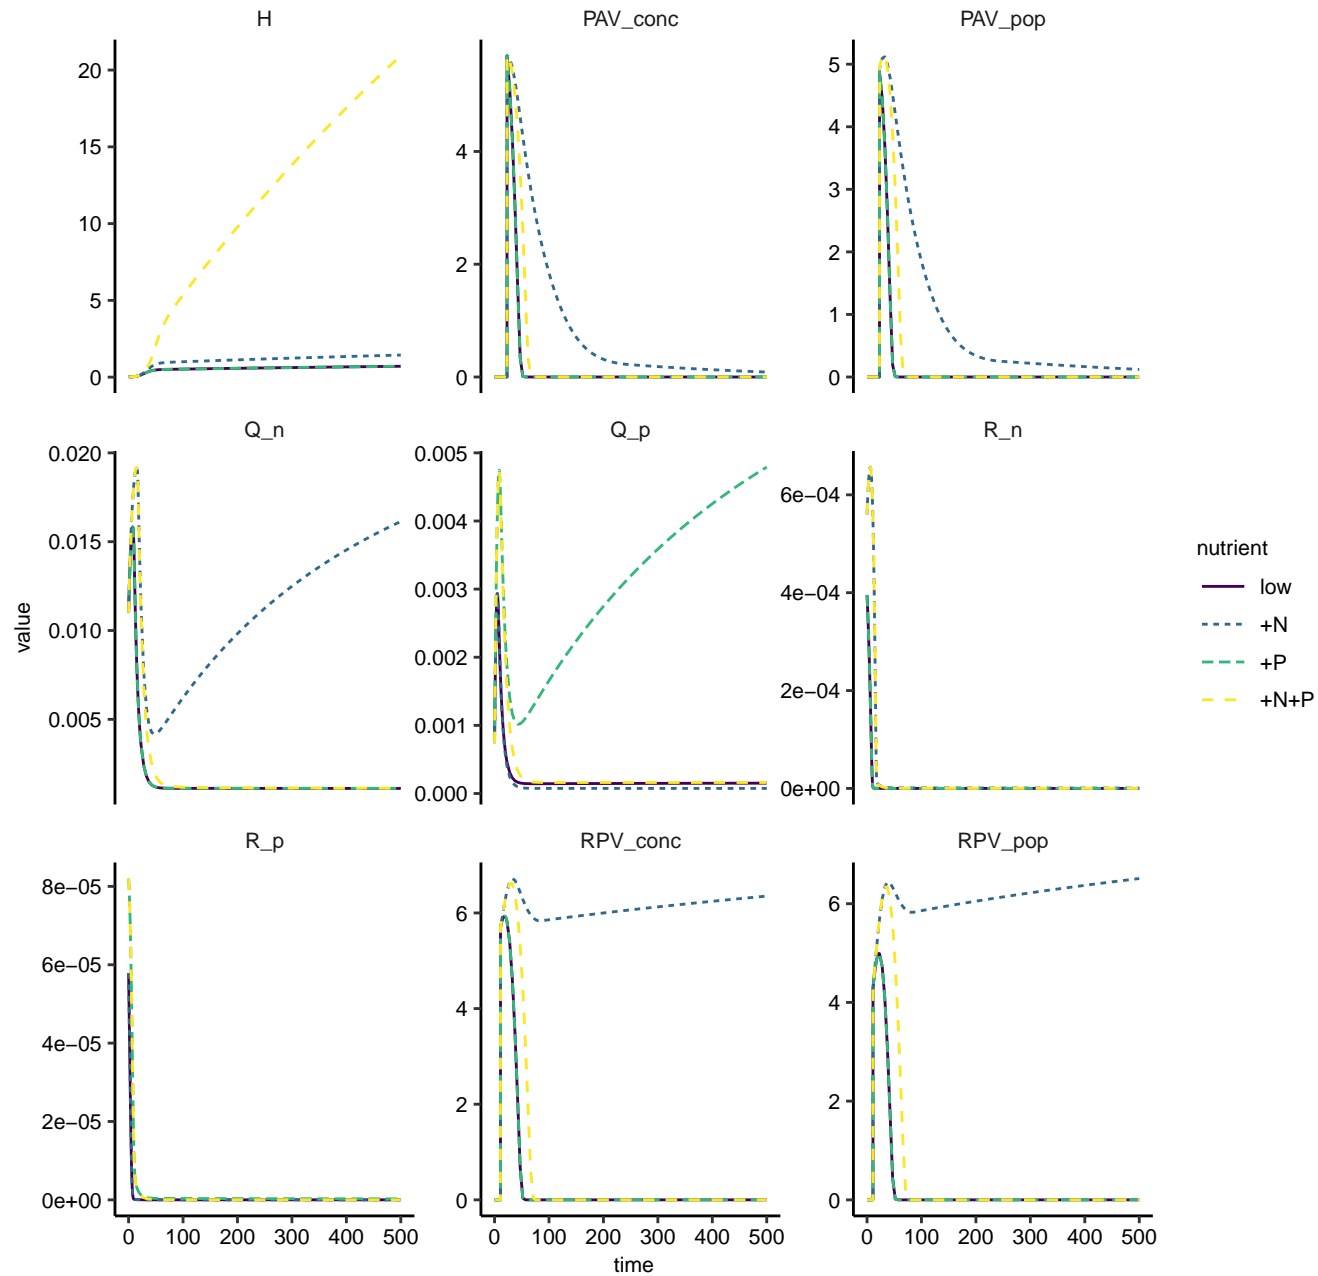 H
PAV_conc
PAV_pop
20
15
10
5
0
4
2
0
5
4
3
2
1
0
Q_n
Q_p
R_n
0.020
0.015
0.010
0.005
0.005
0.004
0.003
0.002
0.001
0.000
6e−04
4e−04
2e−04
0e+00
value
R_p
RPV_conc
RPV_pop
8e−05
6e−05
4e−05
2e−05
0e+00
6
4
2
0
6
4
2
0
0 100 200 300 400 500
0 100 200 300 400 500
0 100 200 300 400 500
time
nutrient
low
+N
+P
+N+P